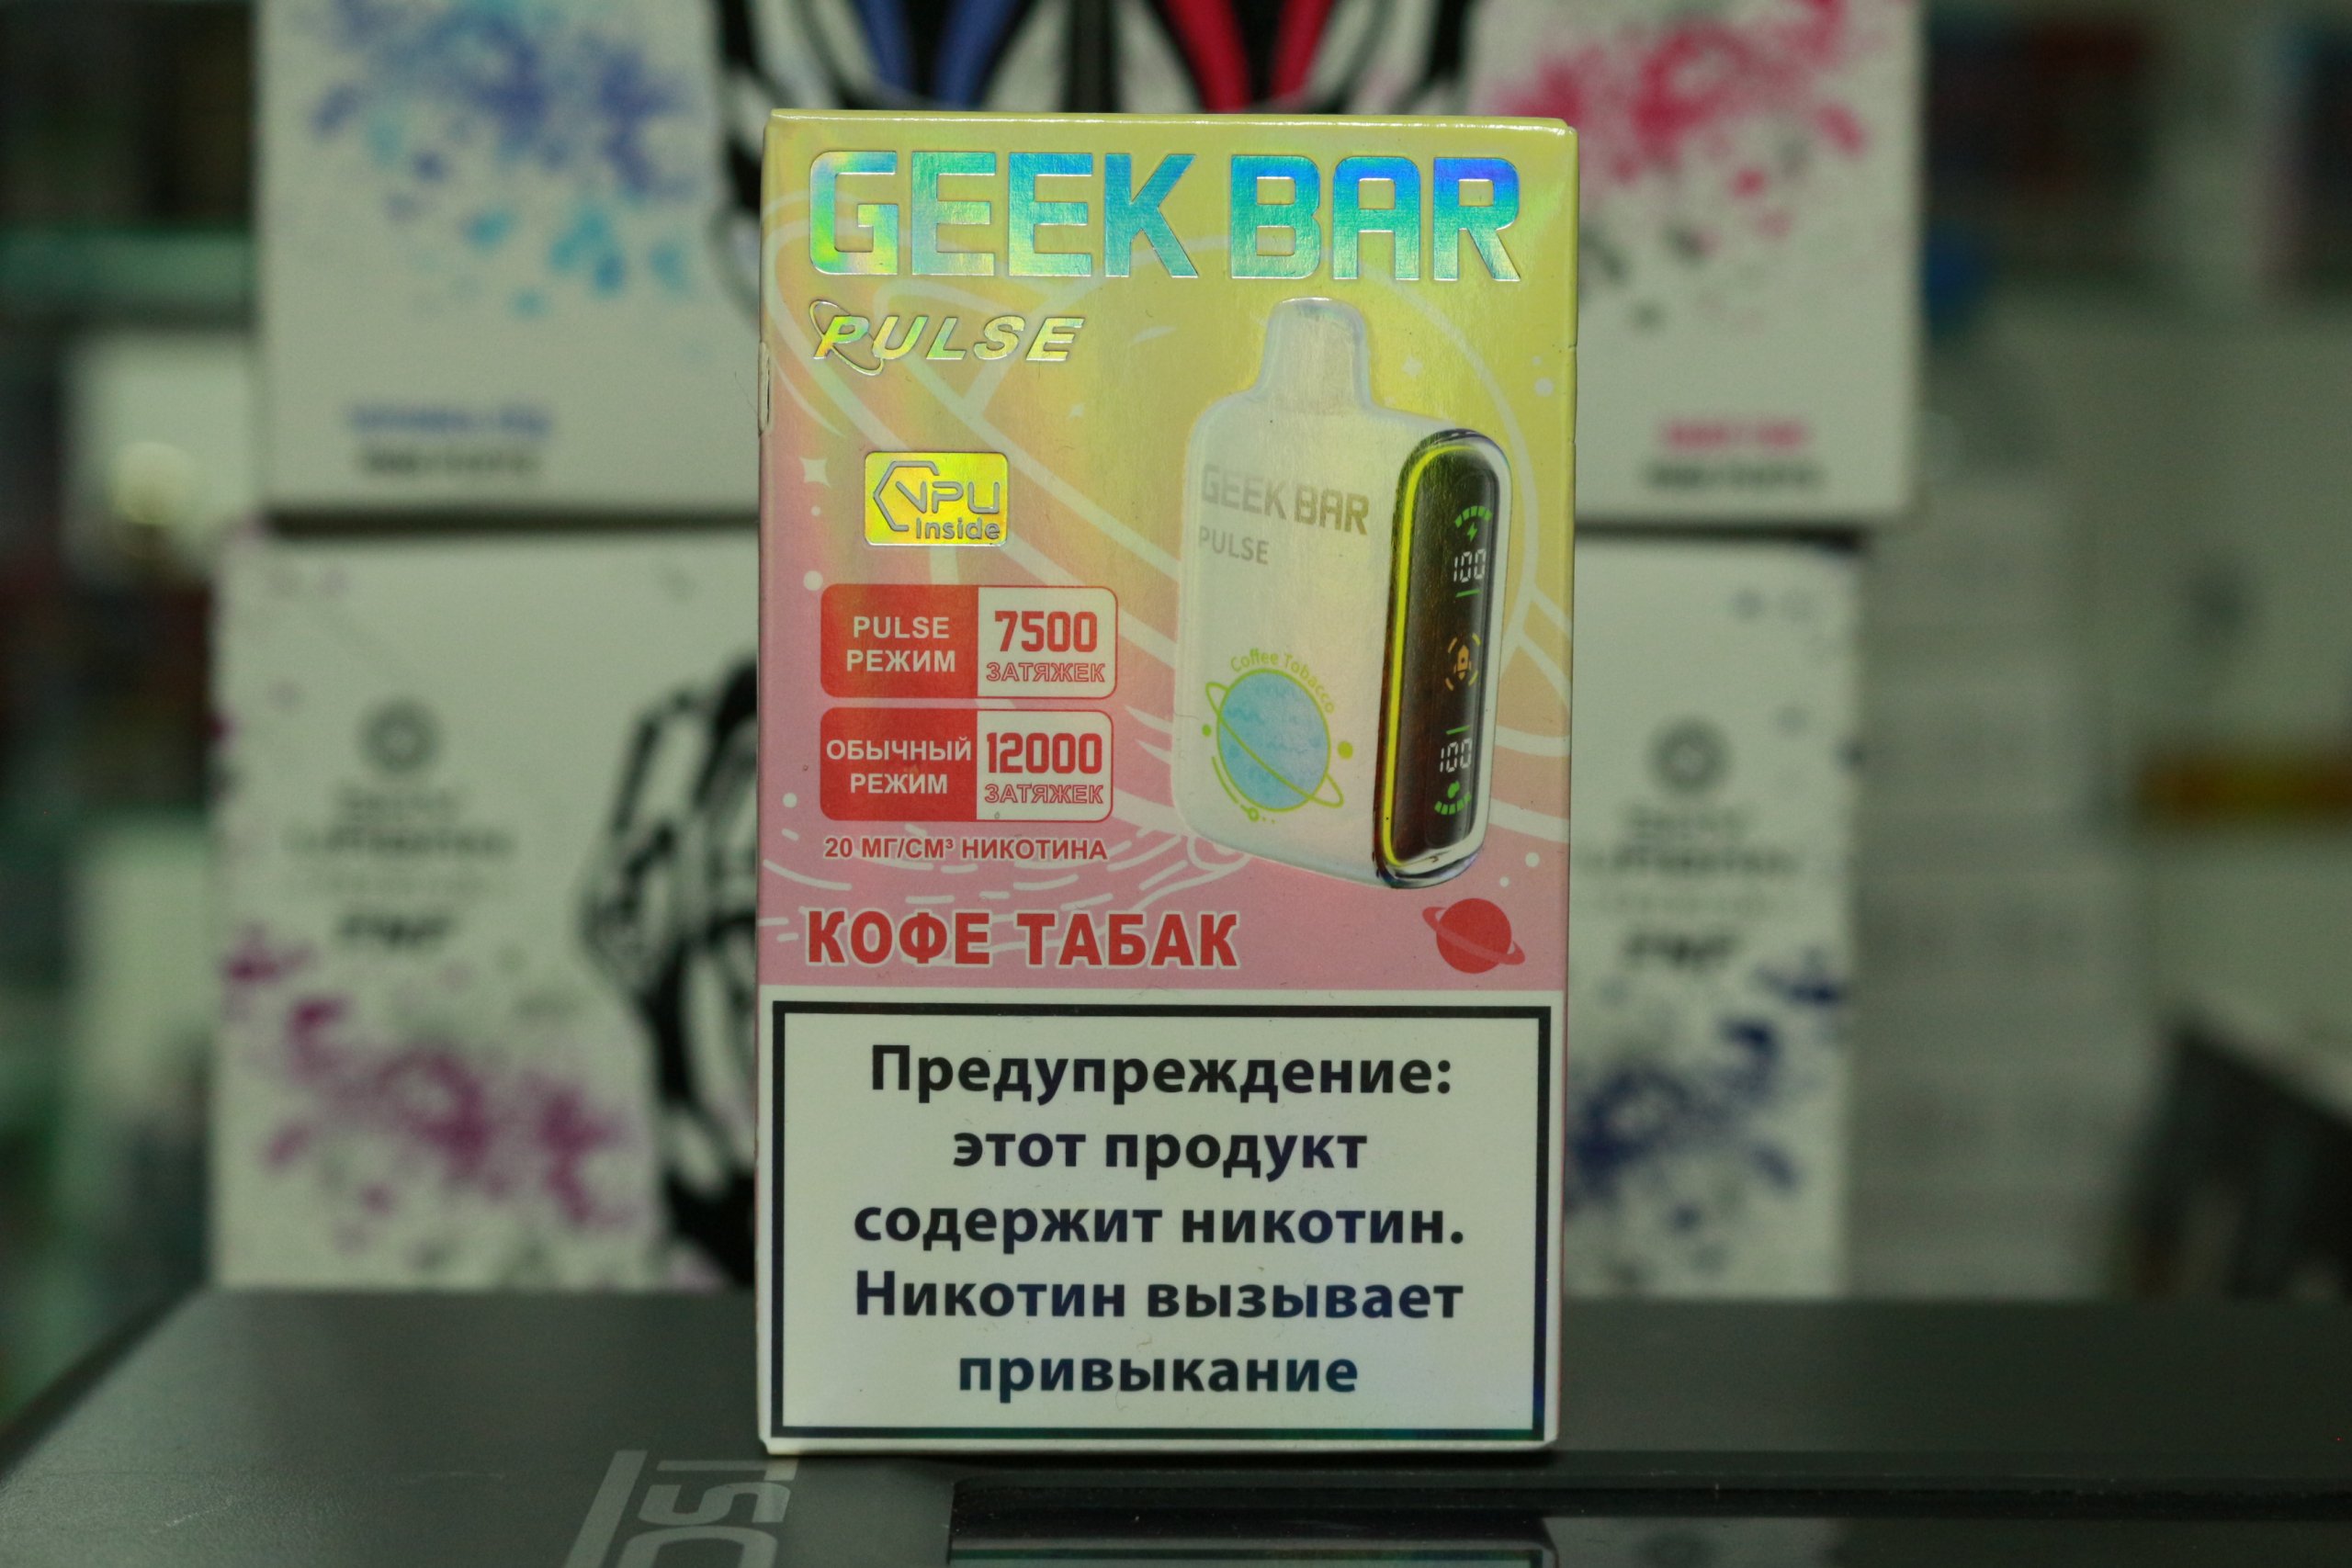 GEEK BAR
PULSE
VPU
Inside
GEEK BAR
PULSE
100
PULSE
РЕЖИМ
7500
ЗАТЯЖЕК
Coffee Tobacco
ОБЫЧНЫЙ
РЕЖИМ
12000
ЗАТЯЖЕК
100
20 МГ/СМ³ НИКОТИНА
КОФЕ ТАБАК
Предупреждение:
этот продукт
содержит никотин.
Никотин вызывает
привыкание